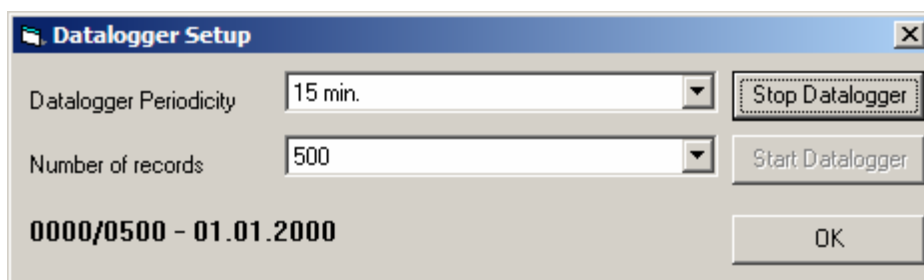 Datalogger Setup
Datalogger Periodicity 15 min. Stop Datalogger
Number of records 500 Start Datalogger
0000/0500 - 01.01.2000 OK